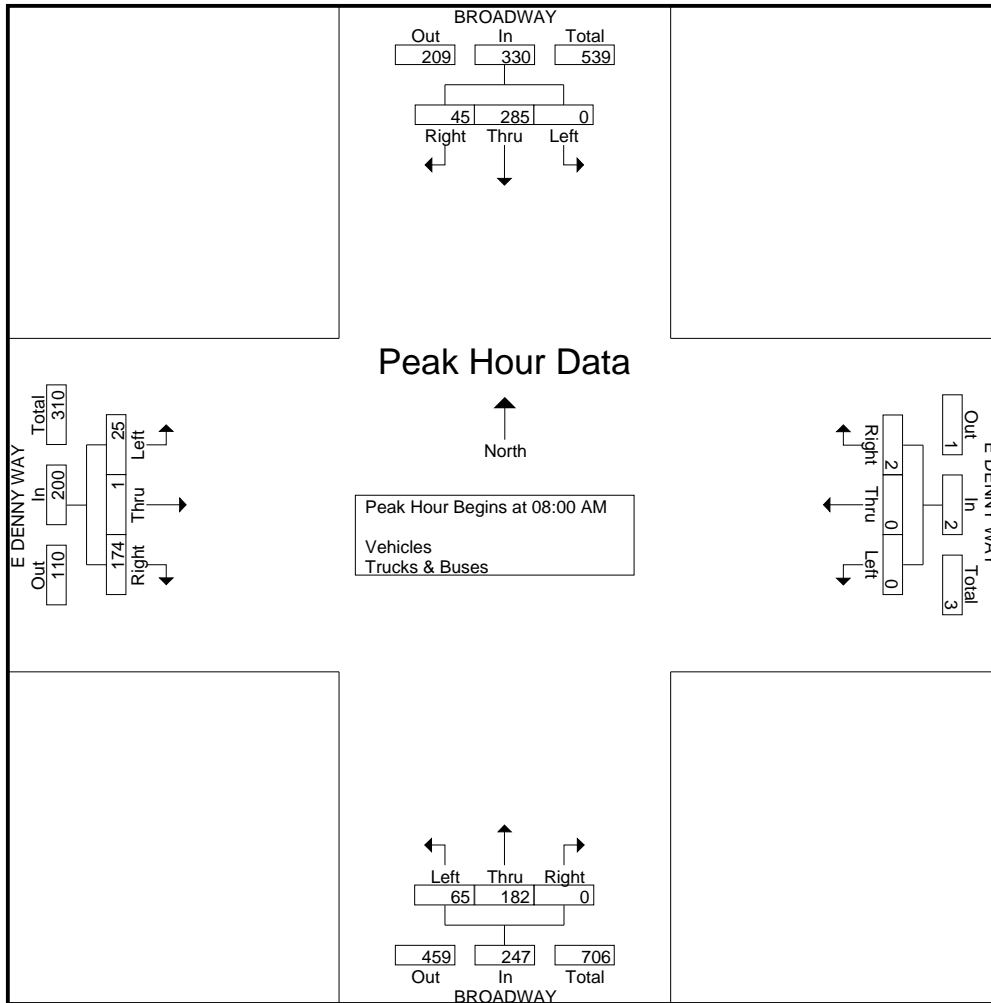 BROADWAY
Out In Total
209 330 539
45 285 0
Right Thru Left
Peak Hour Data
North
Peak Hour Begins at 08:00 AM
Vehicles
Trucks & Buses
E DENNY WAY
Total In Out
310 200 110
25 1 174
Left Thru Right
E DENNY WAY
Out In Total
1 2 3
2 0 0
Right Thru Left
Left Thru Right
65 182 0
459 247 706
Out In Total
BROADWAY